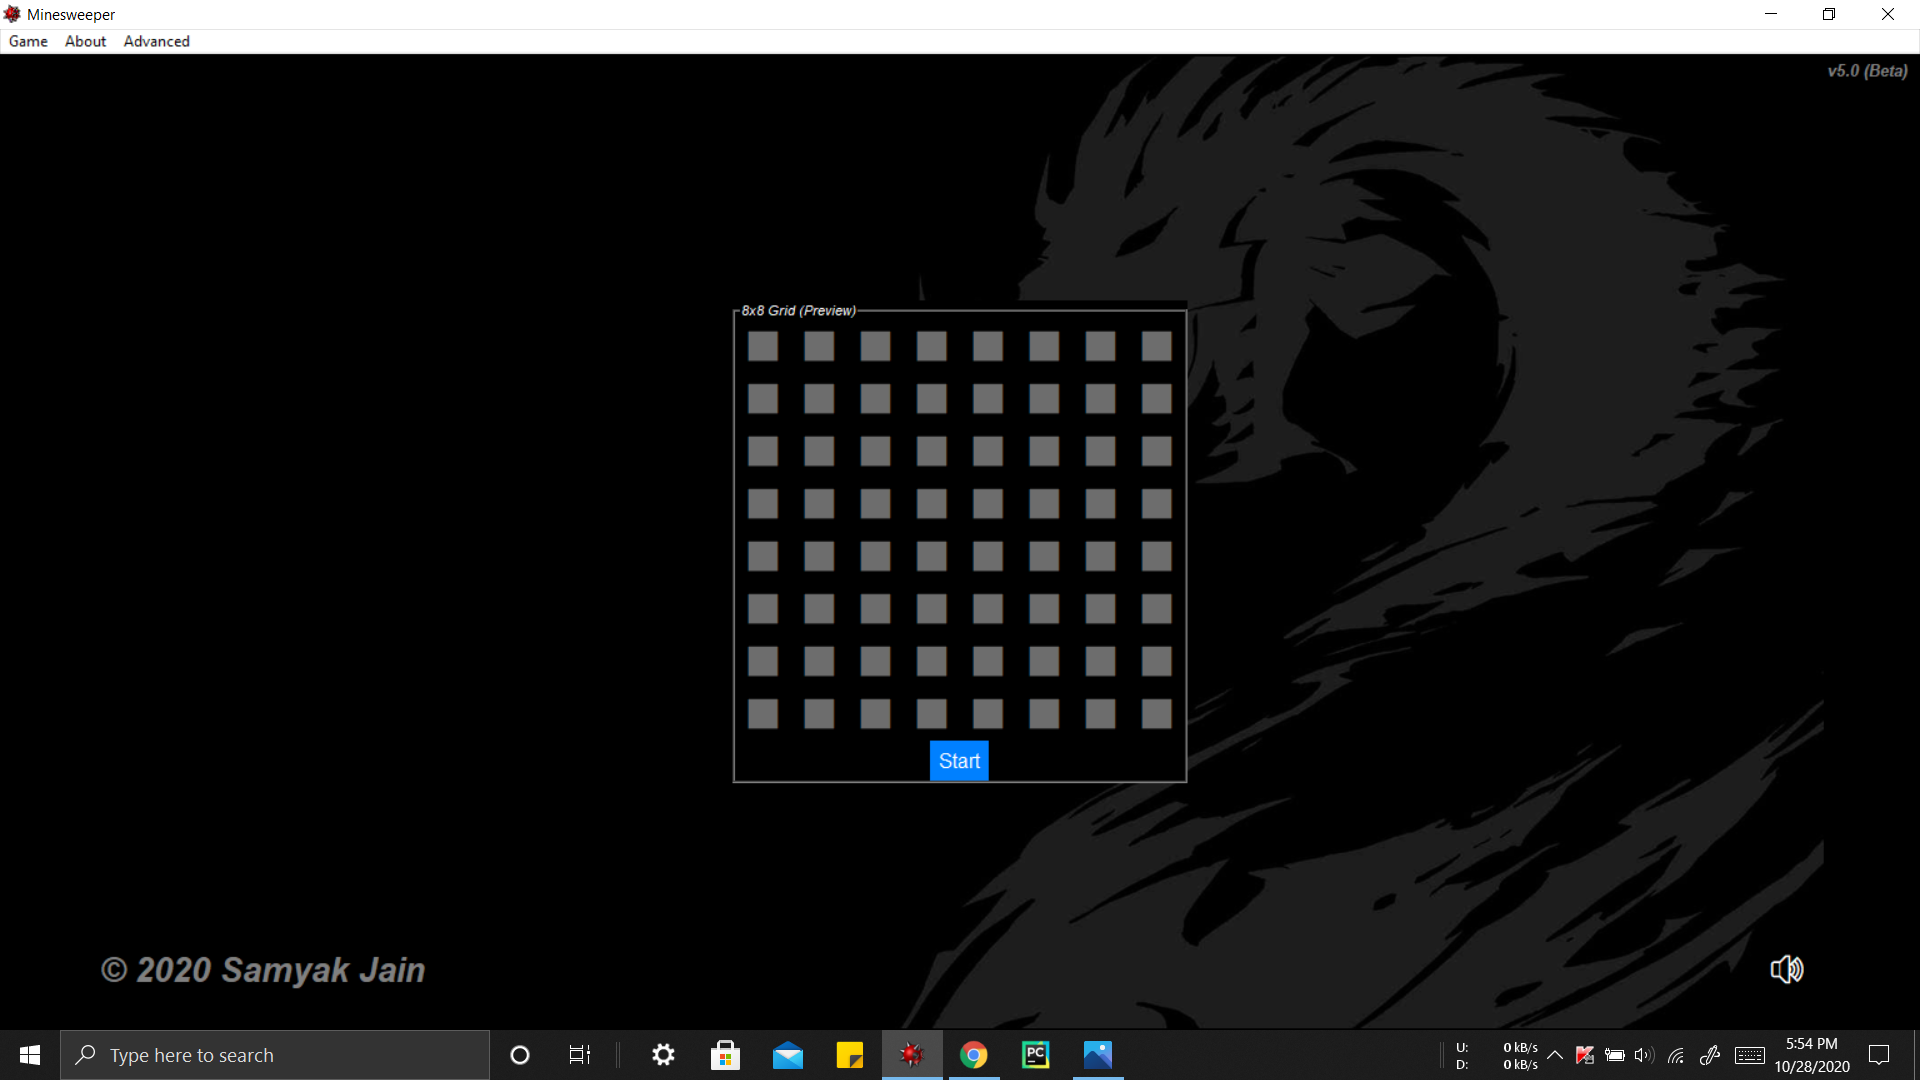 Minesweeper
Game About Advanced
v5.0 (Beta)
8x8 Grid (Preview)
Start
© 2020 Samyak Jain
Type here to search
PC
U: 0 kB/s
D: 0 kB/s
5:54 PM
10/28/2020